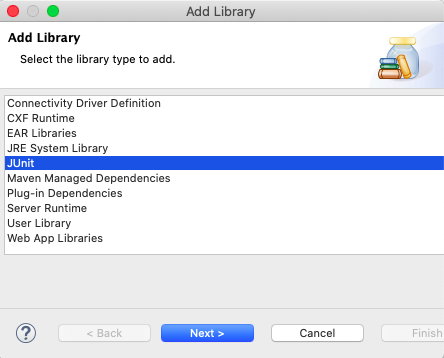 Add Library
Add Library
Select the library type to add.
Connectivity Driver Definition
CXF Runtime
EAR Libraries
JRE System Library
JUnit
Maven Managed Dependencies
Plug-in Dependencies
Server Runtime
User Library
Web App Libraries
? < Back Next > Cancel Finish